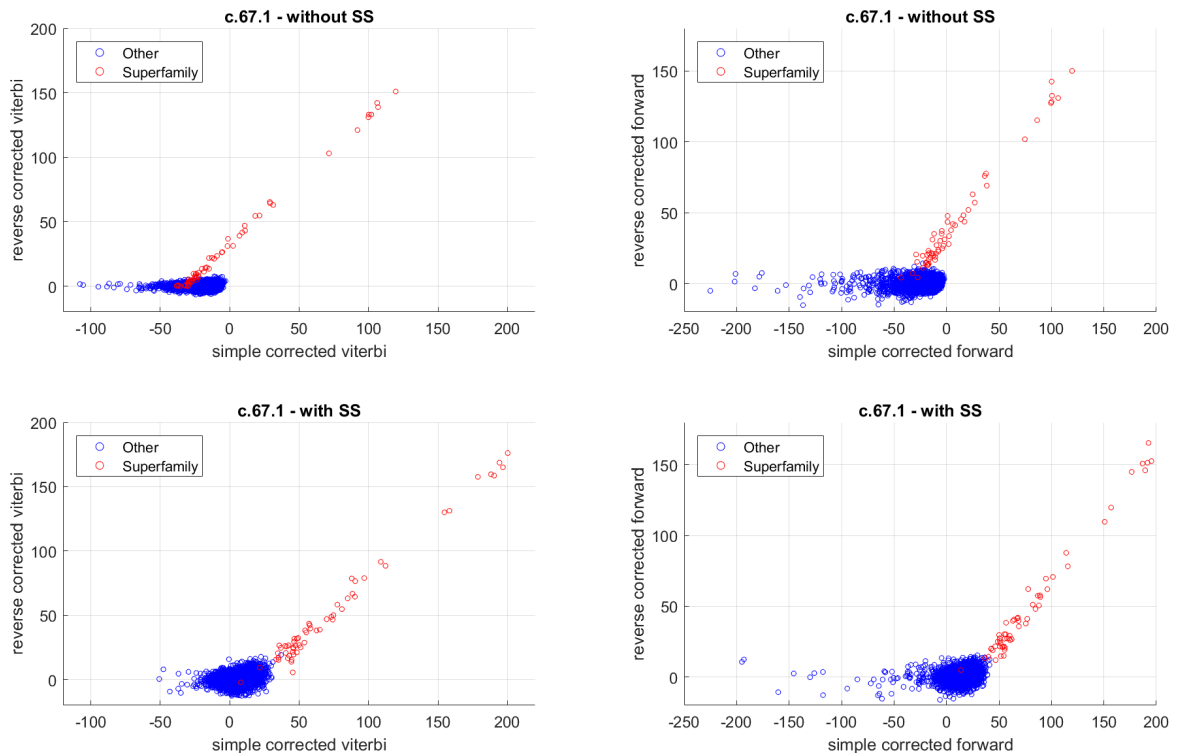 c.67.1 - without SS
200
150
100
50
0
-100 -50 0 50 100 150 200
reverse corrected viterbi
simple corrected viterbi
Other
Superfamily
c.67.1 - without SS
150
100
50
0
-250 -200 -150 -100 -50 0 50 100 150 200
reverse corrected forward
simple corrected forward
Other
Superfamily
c.67.1 - with SS
200
150
100
50
0
-100 -50 0 50 100 150 200
reverse corrected viterbi
simple corrected viterbi
Other
Superfamily
c.67.1 - with SS
150
100
50
0
-250 -200 -150 -100 -50 0 50 100 150 200
reverse corrected forward
simple corrected forward
Other
Superfamily